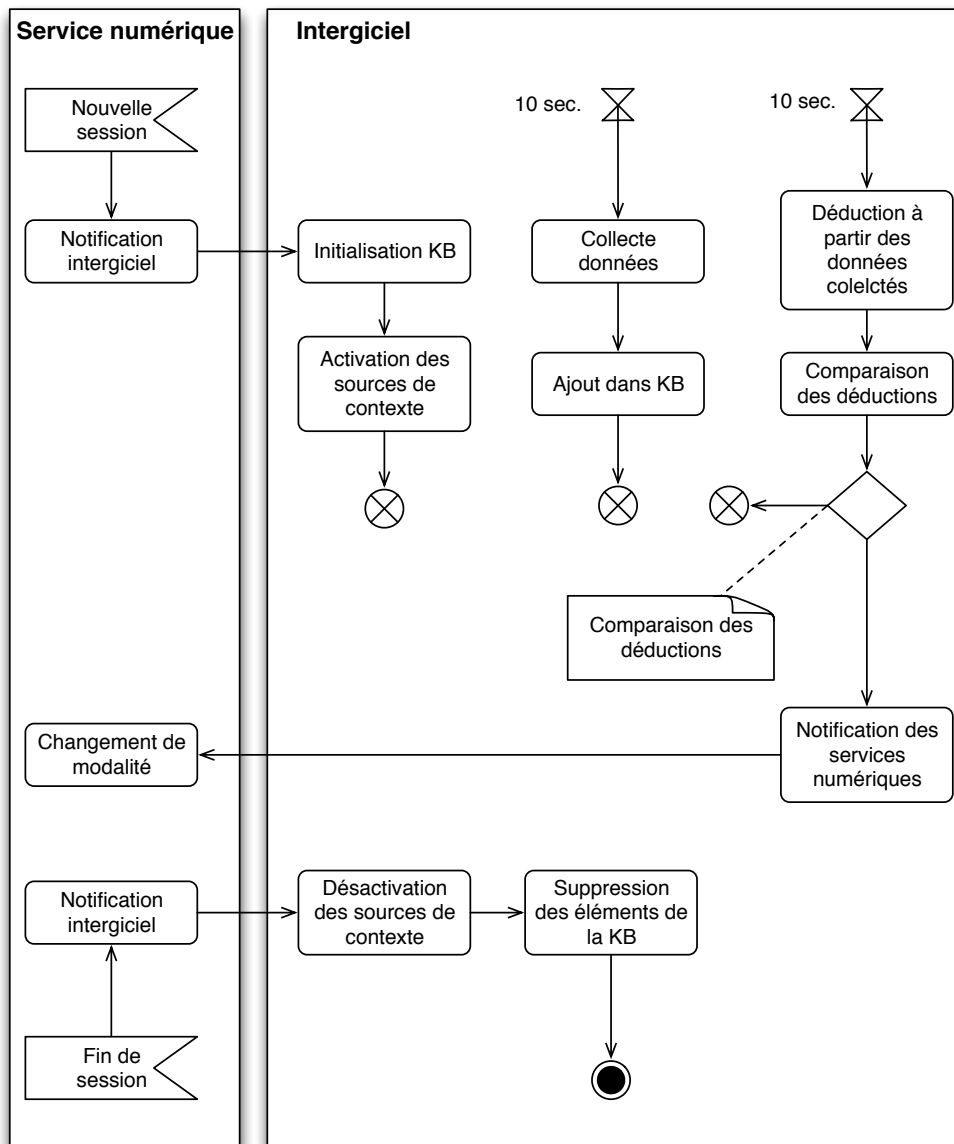 Service numérique
Intergiciel
Nouvelle
session
10 sec.
10 sec.
Notification
intergiciel
Initialisation KB
Collecte
données
Déduction à
partir des
données
colelctés
Activation des
sources de
contexte
Ajout dans KB
Comparaison
des déductions
Comparaison des
déductions
Changement de
modalité
Notification des
services
numériques
Notification
intergiciel
Désactivation
des sources de
contexte
Suppression
des éléments de
la KB
Fin de
session